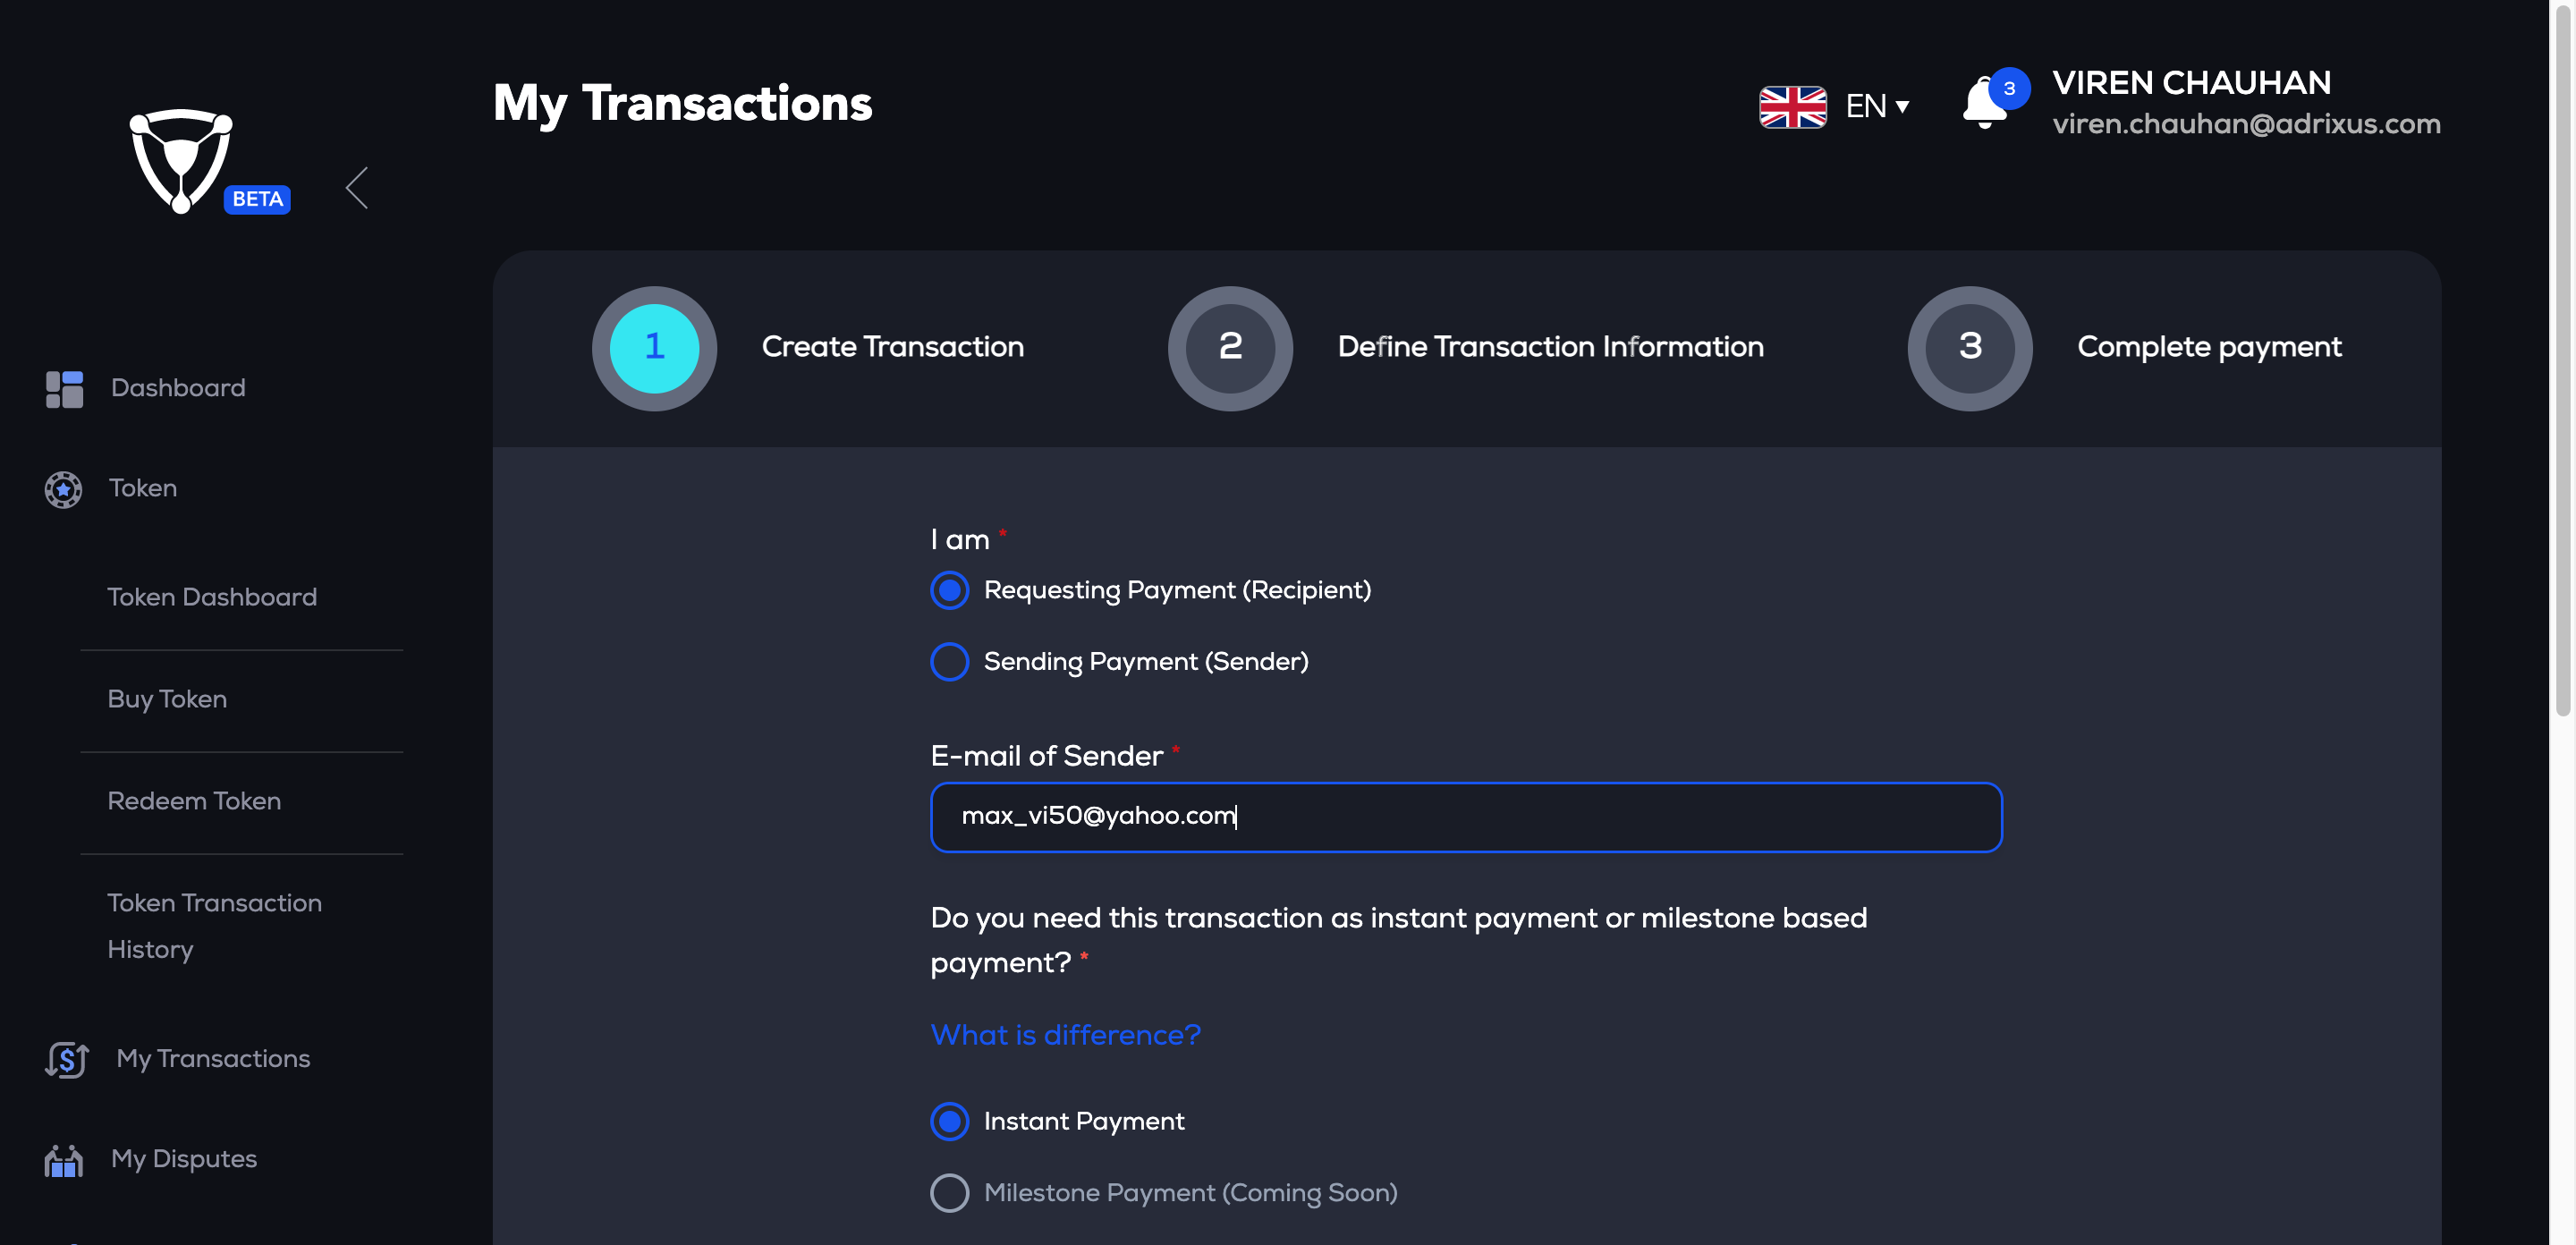 My Transactions
EN
3
VIREN CHAUHAN
viren.chauhan@adrixus.com
BETA
1
Create Transaction
2
Define Transaction Information
3
Complete payment
Dashboard
Token
Token Dashboard
Buy Token
Redeem Token
Token Transaction
History
My Transactions
My Disputes
I am *
Requesting Payment (Recipient)
Sending Payment (Sender)
E-mail of Sender *
max_vi50@yahoo.com
Do you need this transaction as instant payment or milestone based
payment? *
What is difference?
Instant Payment
Milestone Payment (Coming Soon)